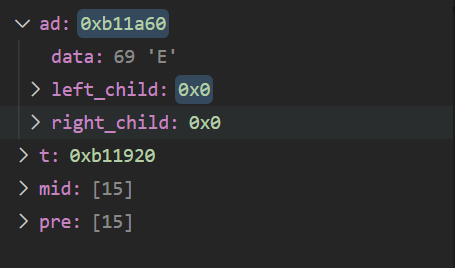 ad: 0xb11a60
data: 69 'E'
left_child: 0x0
right_child: 0x0
t: 0xb11920
mid: [15]
pre: [15]